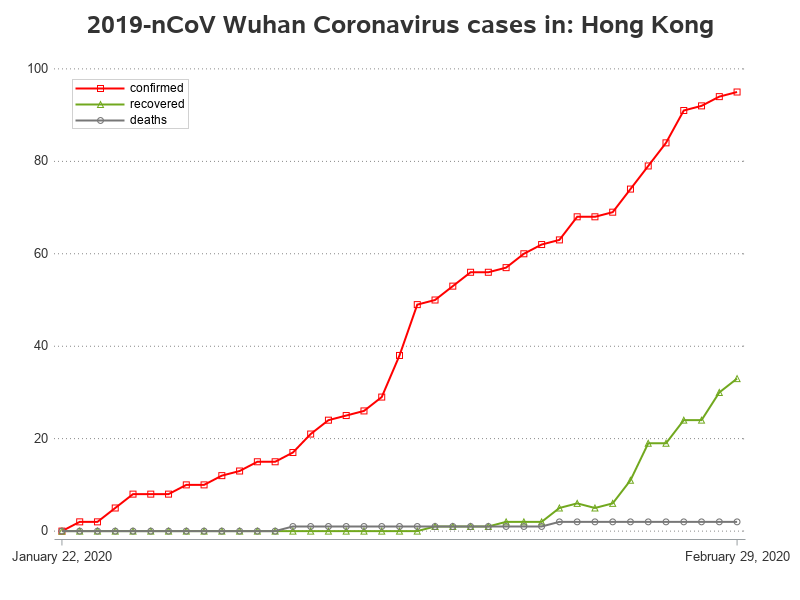 2019-nCoV Wuhan Coronavirus cases in: Hong Kong
100
confirmed
recovered
deaths
80
60
40
20
0
January 22, 2020
February 29, 2020